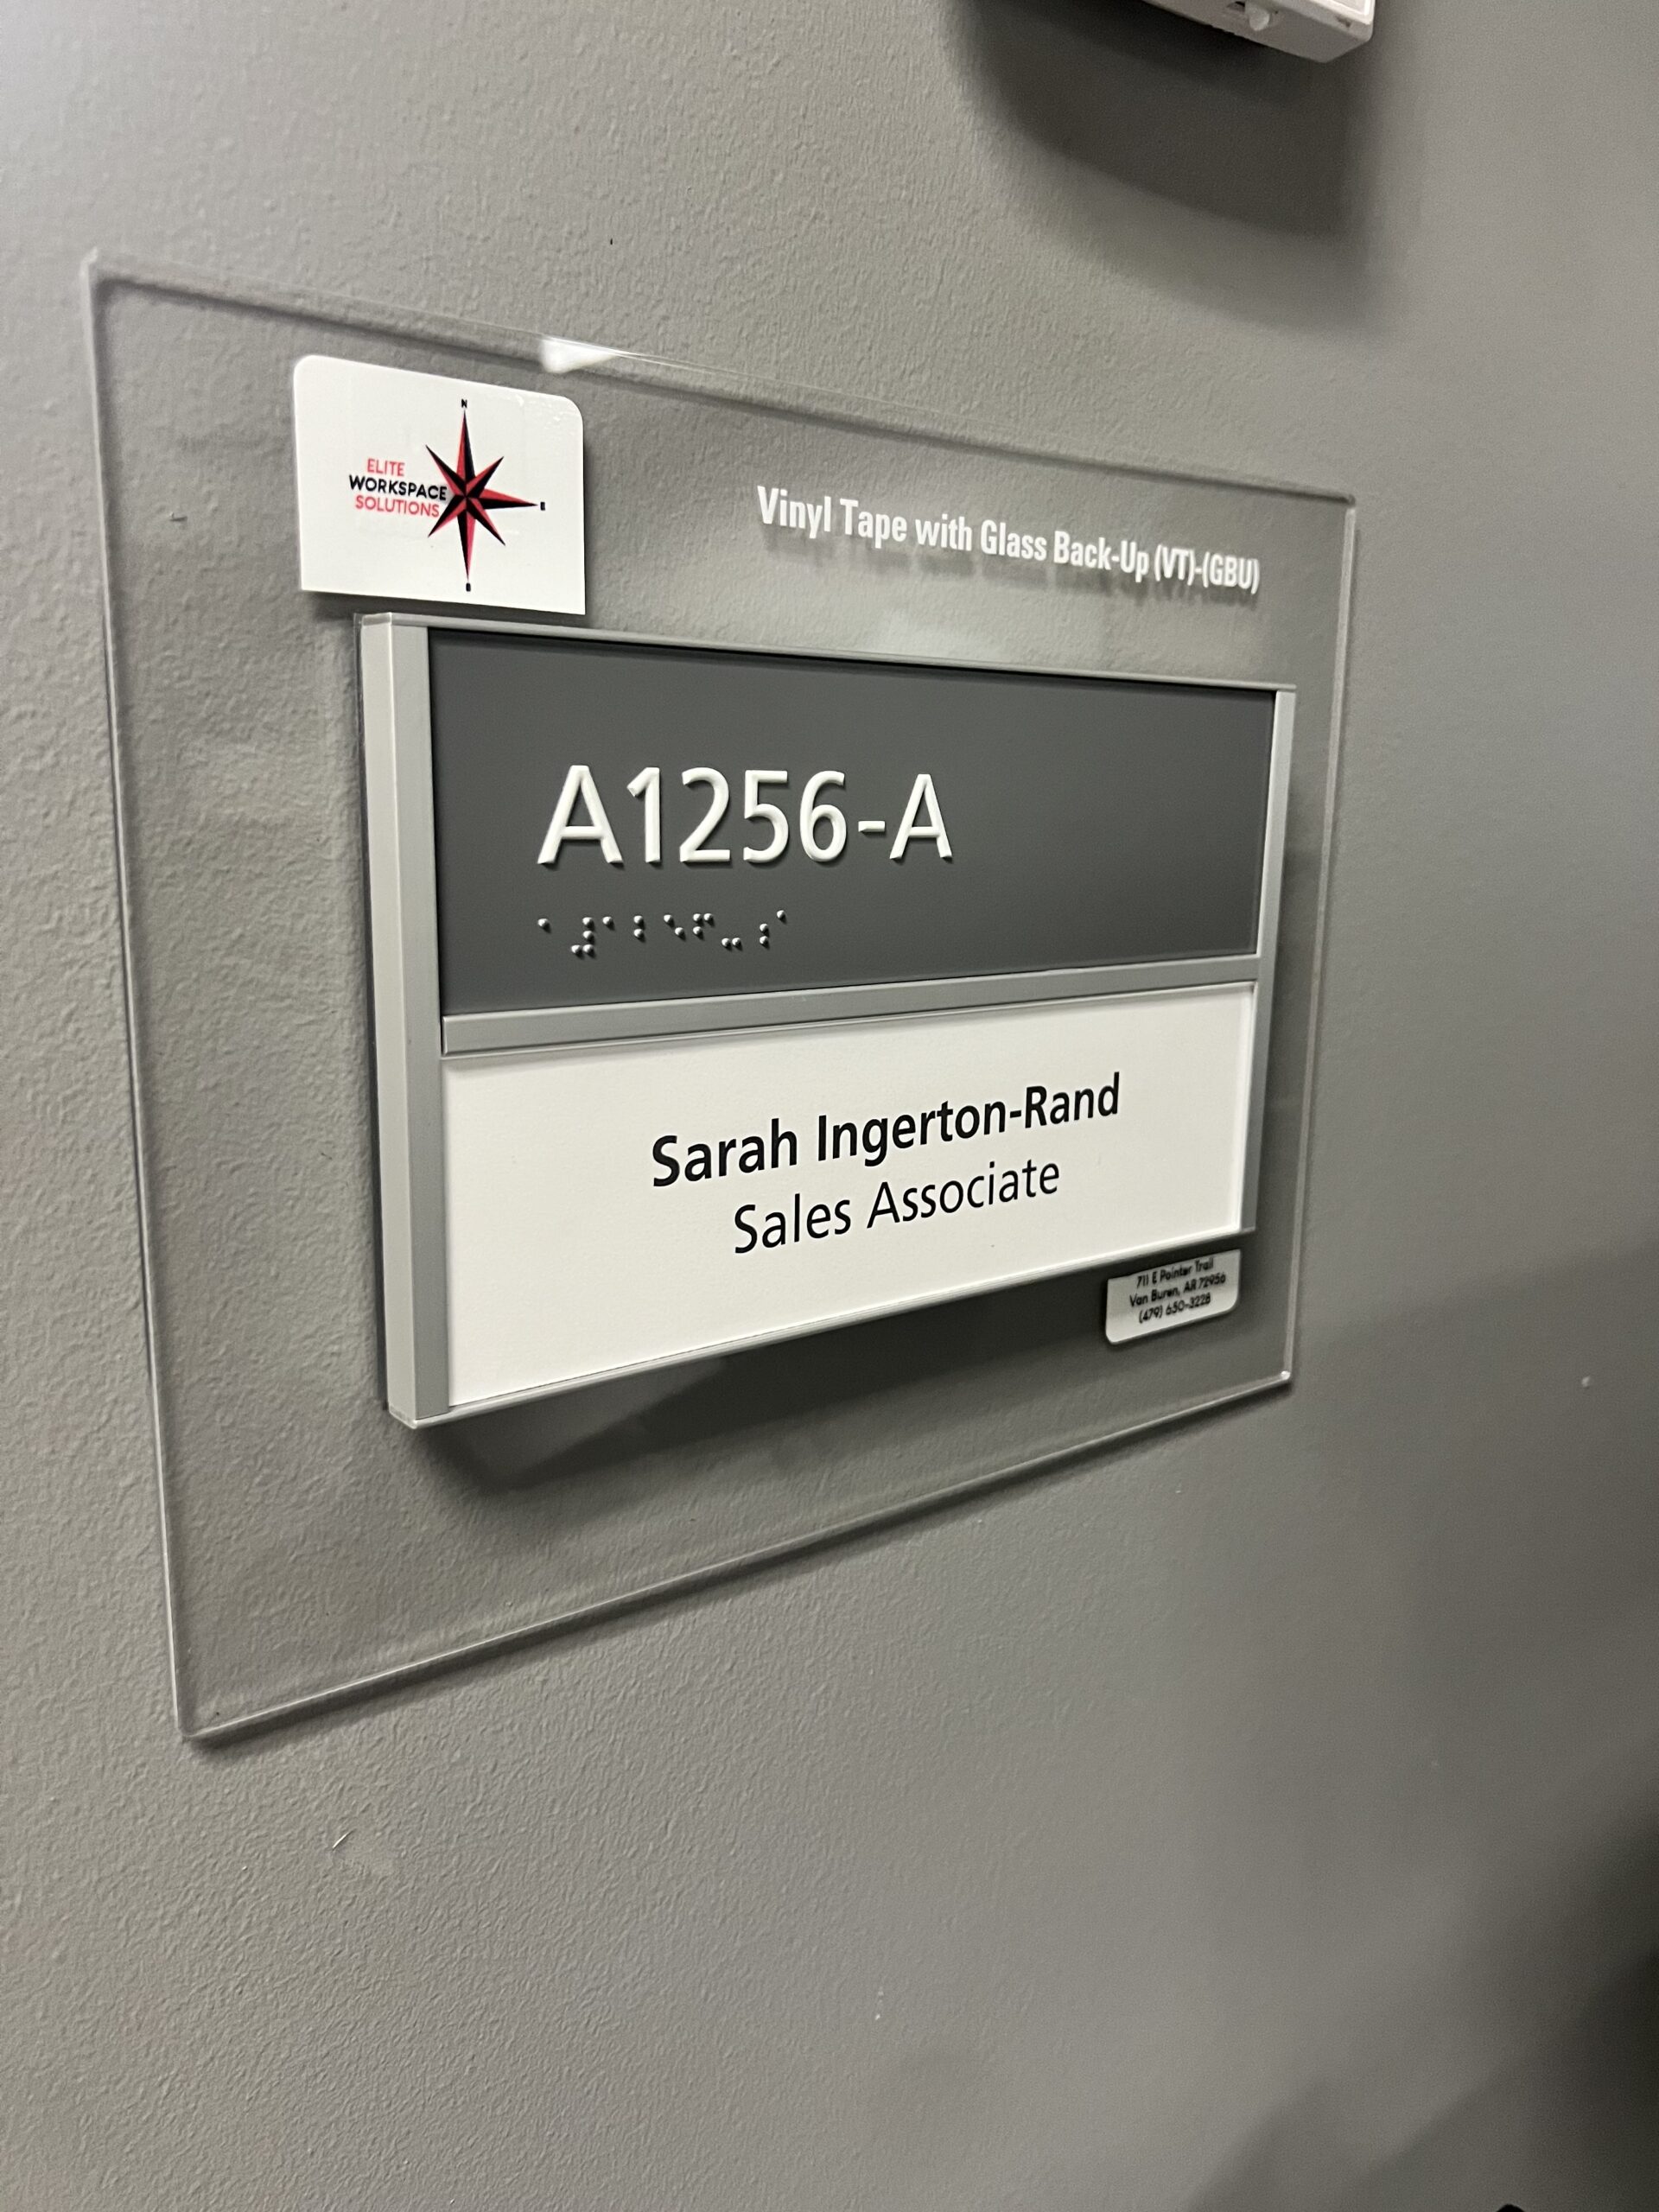 N
ELITE
WORKSPACE
SOLUTIONS
E
S
Vinyl Tape with Glass Back-Up (VT)-(GBU)
A1256-A
⠁⠼⠁⠃⠑⠋⠤⠰⠁
Sarah Ingerton-Rand
Sales Associate
711 E Pointer Trail
Van Buren, AR 72956
(479) 650-3228